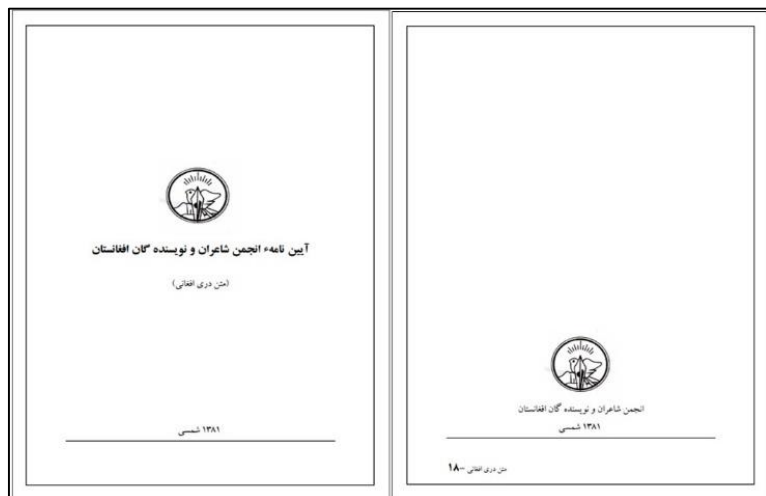 آیین نامهء انجمن شاعران و نویسنده گان افغانستان
(متن دری افغانی)
۱۳۸۱ شمسی
انجمن شاعران و نویسنده گان افغانستان
۱۳۸۱ شمسی
متن دری افغانی -۱۸۰